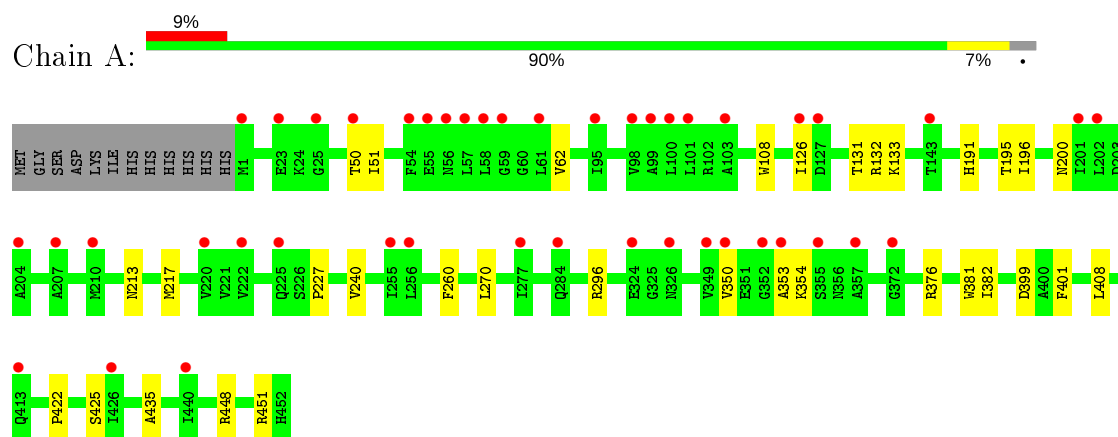 9%
Chain A:
90% 7% •
MET GLY SER ASP LYS ILE HIS HIS HIS HIS HIS HIS M1 E23 K24 G25 T50 I51 F54 E55 N56 L57 L58 G59 G60 L61 V62 I95 V98 A99 L100 L101 R102 A103 W108 I126 D127 T131 R132 K133 T143 H191 T195 I196 N200 I201 L202 D203
A204 A207 M210 N213 M217 V220 V221 V222 Q225 S226 P227 V240 I255 L256 F260 L270 I277 Q284 R296 E324 G325 N326 V349 V350 E351 G352 A353 K354 S355 N356 A357 G372 R376 W381 I382 D399 A400 F401 L408
Q413 P422 S425 I426 A435 I440 R448 R451 H452